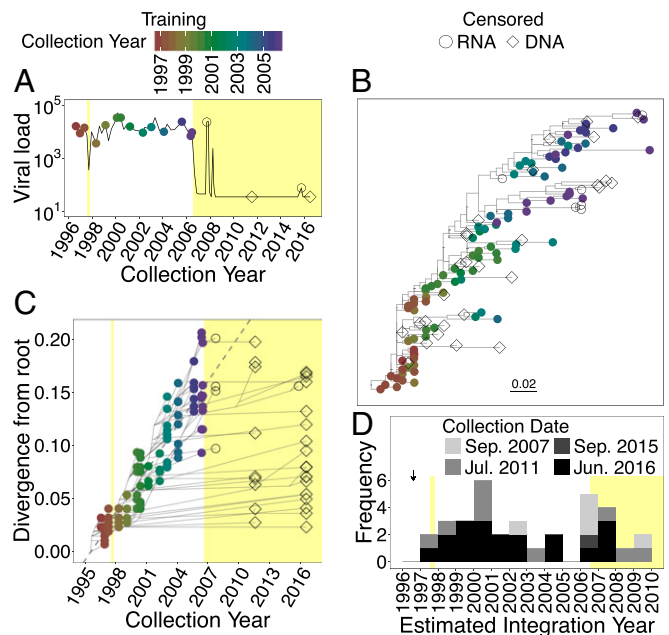 Training
Censored
Collection Year
1997
1999
2001
2003
2005
RNA
DNA
A
Viral load
10^5
10^3
10^1
1996
1998
2000
2002
2004
2006
2008
2010
2012
2014
2016
Collection Year
B
0.02
C
Divergence from root
0.20
0.15
0.10
0.05
0.00
1995
1998
2001
2004
2007
2010
2013
2016
Collection Year
D
Collection Date
Sep. 2007
Sep. 2015
Jul. 2011
Jun. 2016
Frequency
6
4
2
0
1996
1997
1998
1999
2000
2001
2002
2003
2004
2005
2006
2007
2008
2009
2010
Estimated Integration Year